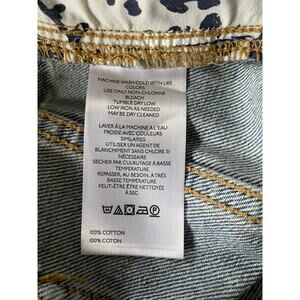 MACHINE WASH COLD WITH LIKE
COLORS
USE ONLY NON-CHLORINE
BLEACH
TUMBLE DRY LOW
LOW IRON AS NEEDED
MAY BE DRY CLEANED
LAVER À LA MACHINE À L'EAU
FROIDE AVEC COULEURS
SIMILAIRES
UTILISER UN AGENT DE
BLANCHIMENT SANS CHLORE SI
NÉCESSAIRE
SECHER PAR CULBUTAGE À BASSE
TEMPERATURE
REPASSER, AU BESOIN, À TRÈS
BASSE TEMPÉRATURE
PEUT-ÊTRE ÊTRE NETTOYÉE
À SEC
100% COTTON
100% COTON